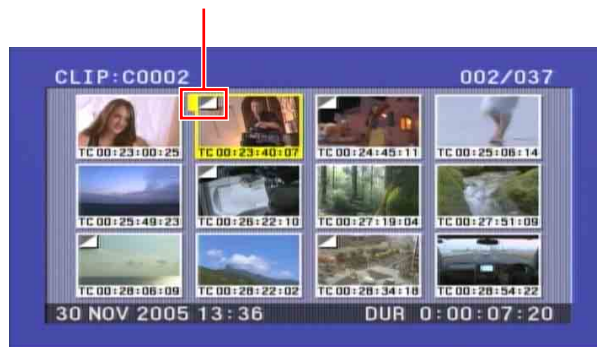 CLIP:C0002 002/037
TC 00:23:00:25 TC 00:23:40:07 TC 00:24:45:11 TC 00:25:06:14
TC 00:25:49:23 TC 00:26:22:10 TC 00:27:19:04 TC 00:27:51:09
TC 00:28:06:09 TC 00:28:22:02 TC 00:28:34:18 TC 00:28:54:22
30 NOV 2005 13:36 DUR 0:00:07:20